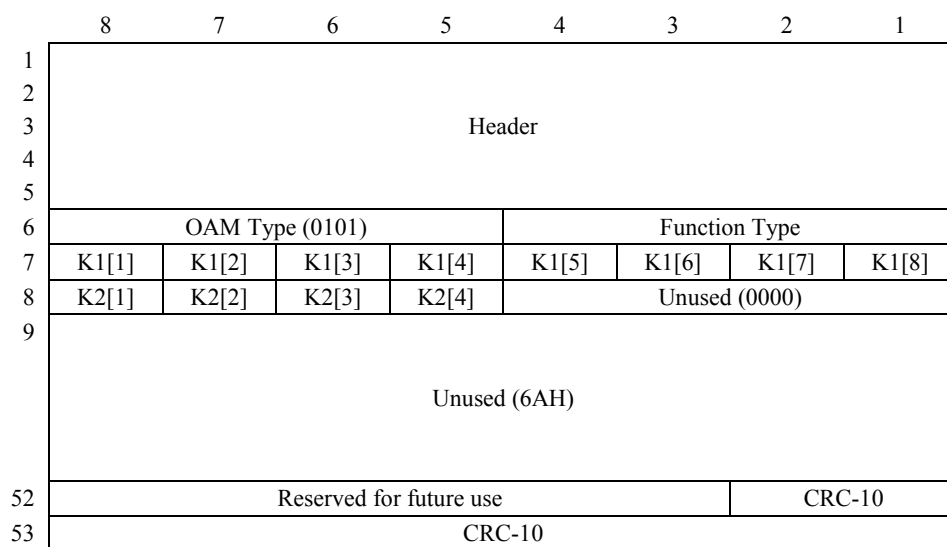 8 7 6 5 4 3 2 1
1
2
3 Header
4
5
6 OAM Type (0101) Function Type
7 K1[1] K1[2] K1[3] K1[4] K1[5] K1[6] K1[7] K1[8]
8 K2[1] K2[2] K2[3] K2[4] Unused (0000)
9
Unused (6AH)
52 Reserved for future use CRC-10
53 CRC-10